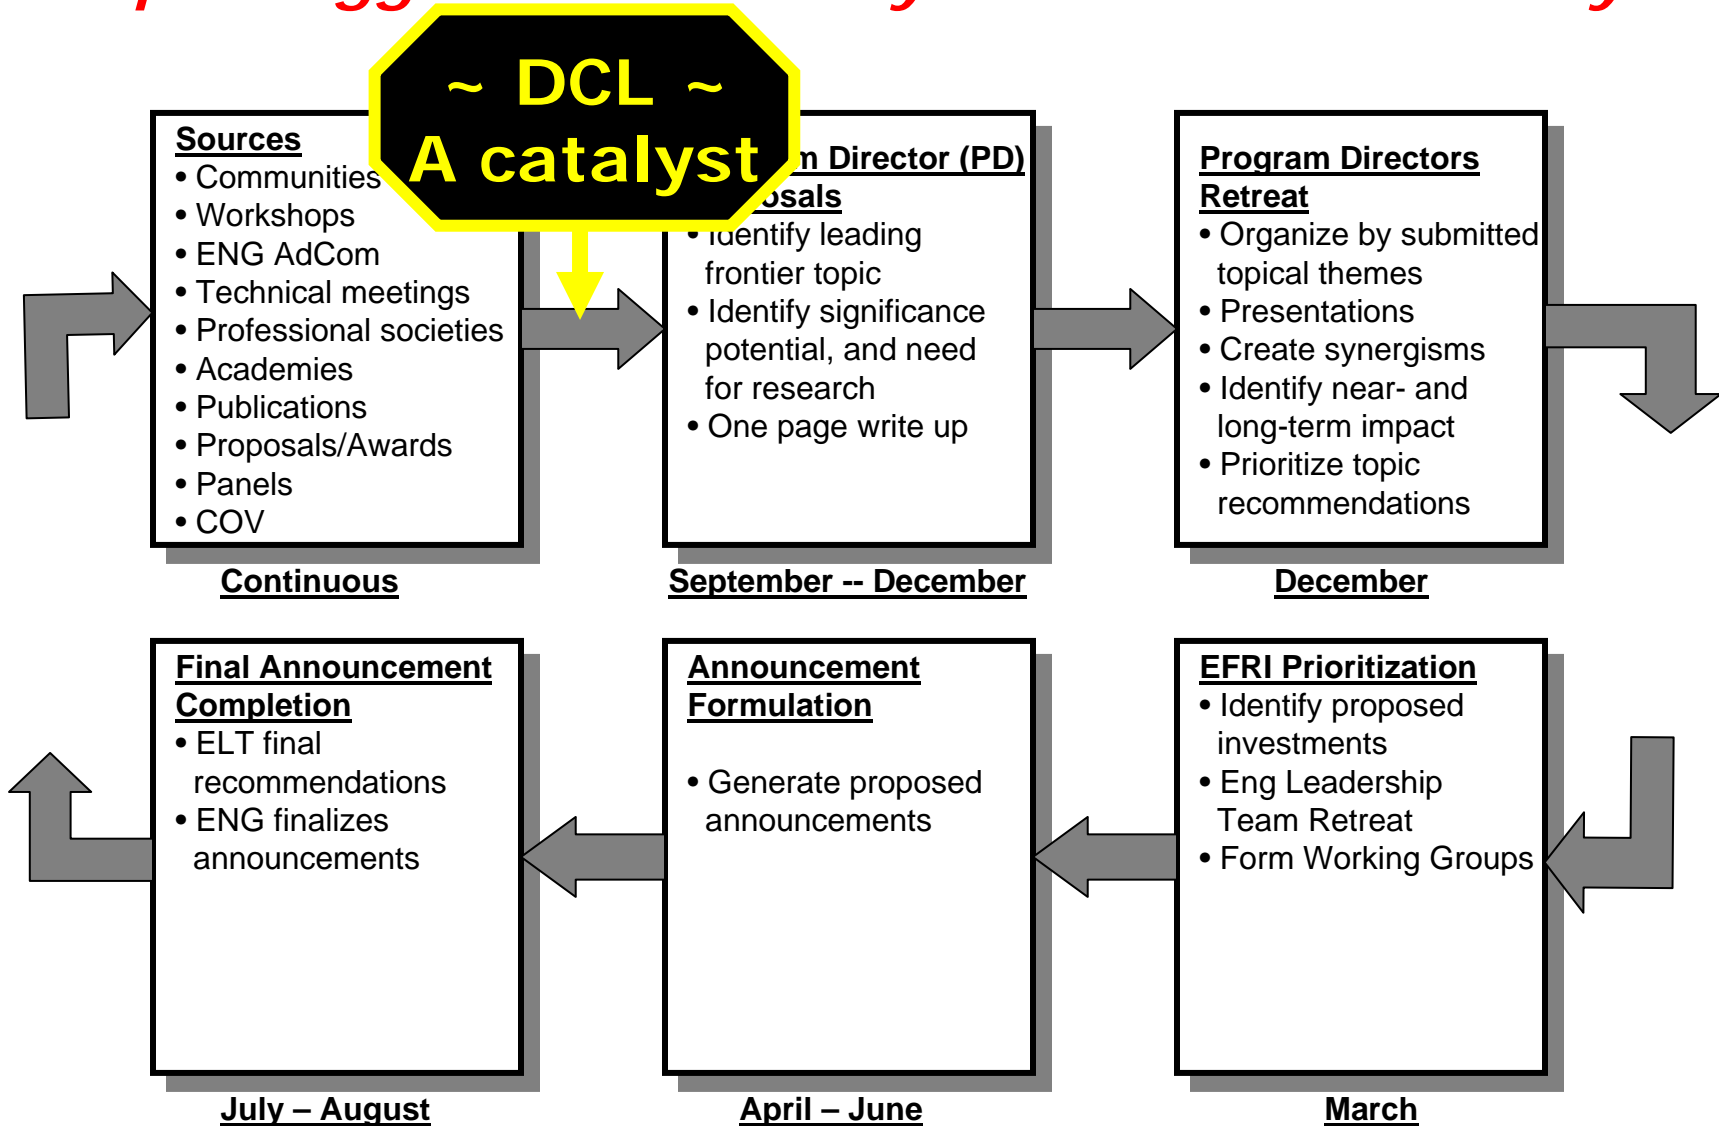 ~ DCL ~
A catalyst
Sources
• Communities
• Workshops
• ENG AdCom
• Technical meetings
• Professional societies
• Academies
• Publications
• Proposals/Awards
• Panels
• COV
Continuous
Director (PD)
• Identify leading
frontier topic
• Identify significance
potential, and need
for research
• One page write up
September -- December
Program Directors
Retreat
• Organize by submitted
topical themes
• Presentations
• Create synergisms
• Identify near- and
long-term impact
• Prioritize topic
recommendations
December
Final Announcement
Completion
• ELT final
recommendations
• ENG finalizes
announcements
July – August
Announcement
Formulation
• Generate proposed
announcements
April – June
EFRI Prioritization
• Identify proposed
investments
• Eng Leadership
Team Retreat
• Form Working Groups
March